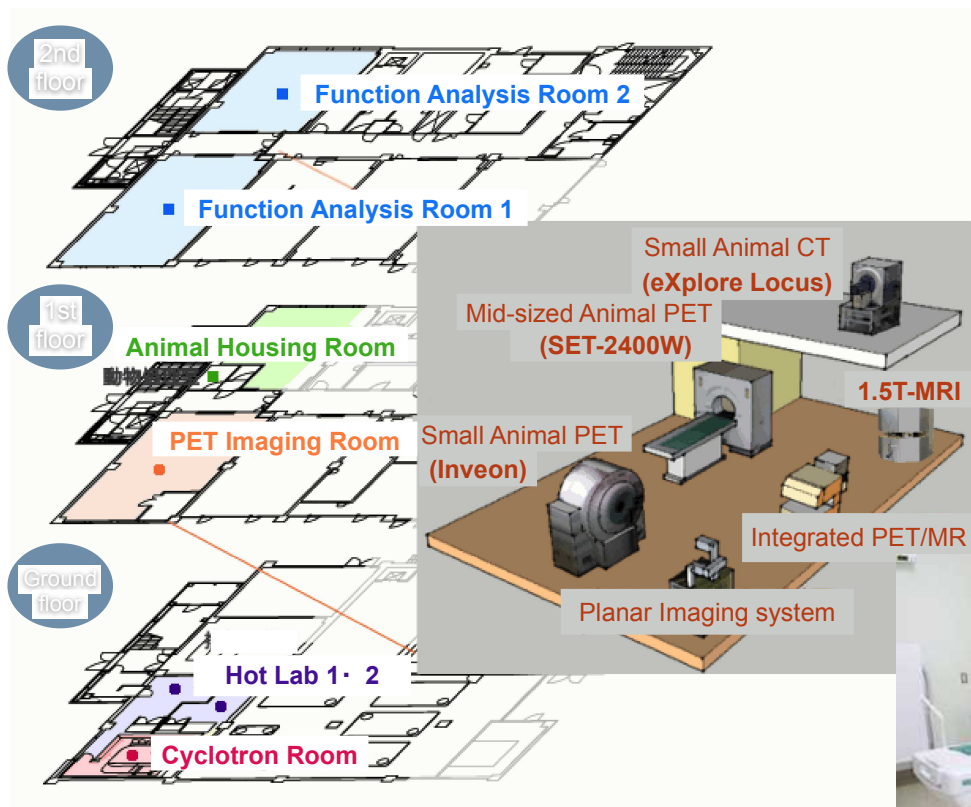 2nd
floor
Function Analysis Room 2
Function Analysis Room 1
Small Animal CT
(eXplore Locus)
Mid-sized Animal PET
(SET-2400W)
1st
floor
Animal Housing Room
動物
1.5T-MRI
PET Imaging Room
Small Animal PET
(Inveon)
Integrated PET/MR
Ground
floor
Planar Imaging system
Hot Lab 1・ 2
Cyclotron Room